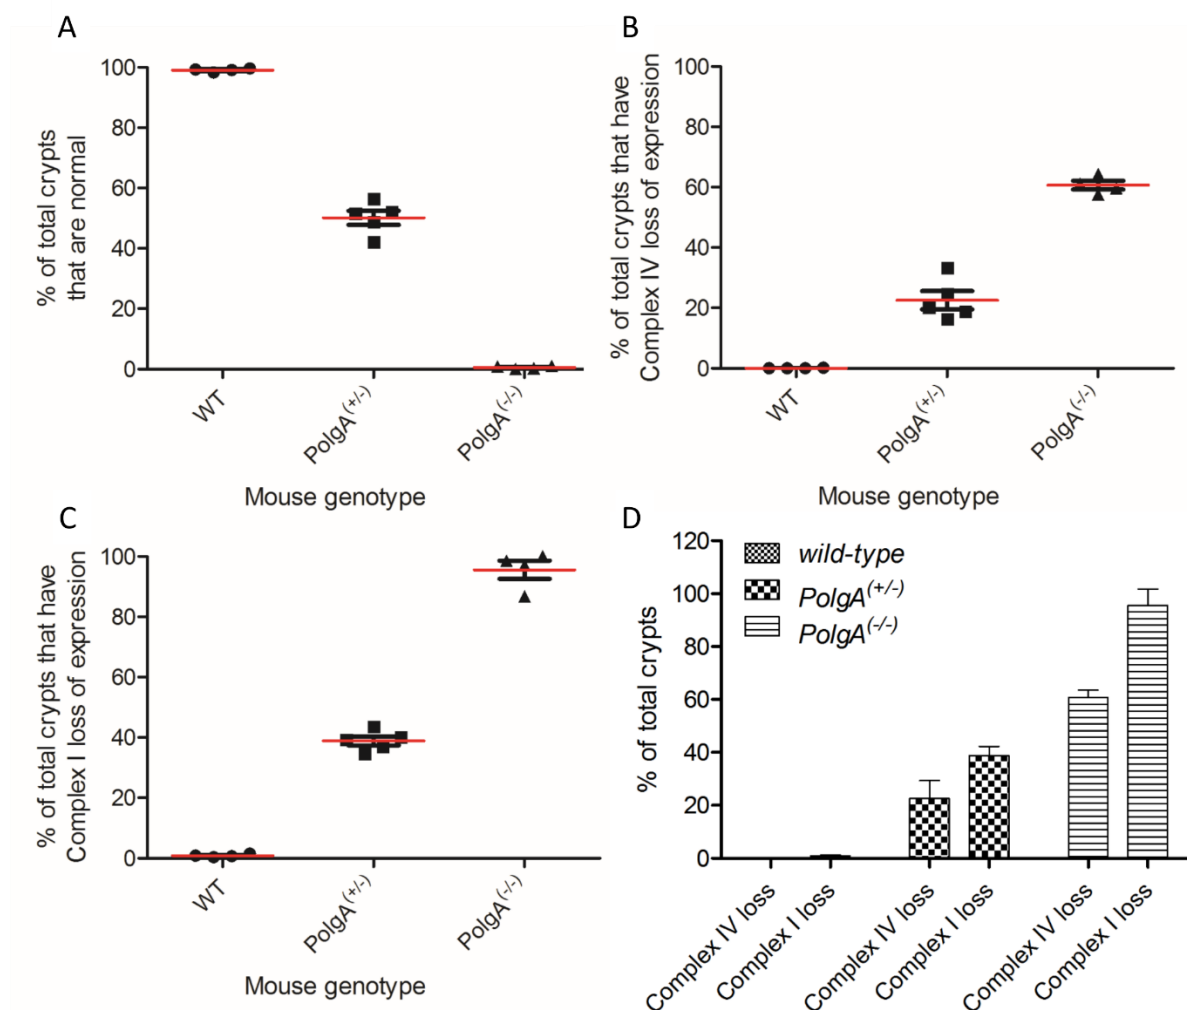 A
% of total crypts
that are normal
100
80
60
40
20
0
WT
PolgA(+/-)
PolgA(-/-)
Mouse genotype
B
% of total crypts that have
Complex IV loss of expression
100
80
60
40
20
0
WT
PolgA(+/-)
PolgA(-/-)
Mouse genotype
C
% of total crypts that have
Complex I loss of expression
100
80
60
40
20
0
WT
PolgA(+/-)
PolgA(-/-)
Mouse genotype
D
% of total crypts
120
100
80
60
40
20
0
wild-type
PolgA(+/-)
PolgA(-/-)
Complex IV loss
Complex I loss
Complex IV loss
Complex I loss
Complex IV loss
Complex I loss